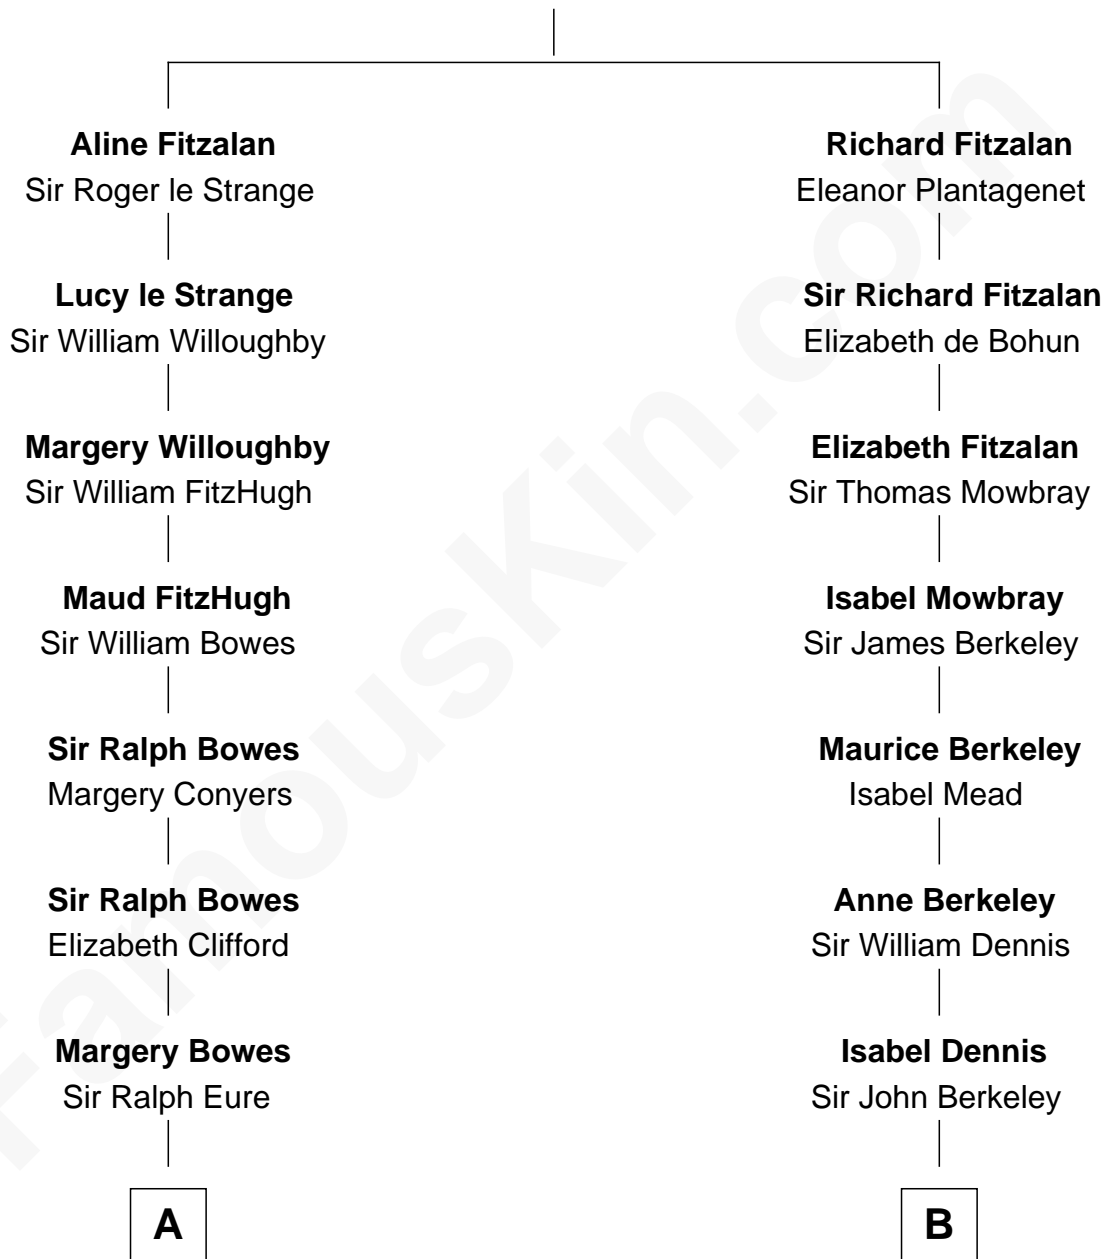 Aline Fitzalan
Sir Roger le Strange
Lucy le Strange
Sir William Willoughby
Margery Willoughby
Sir William FitzHugh
Maud FitzHugh
Sir William Bowes
Sir Ralph Bowes
Margery Conyers
Sir Ralph Bowes
Elizabeth Clifford
Margery Bowes
Sir Ralph Eure
A
Richard Fitzalan
Eleanor Plantagenet
Sir Richard Fitzalan
Elizabeth de Bohun
Elizabeth Fitzalan
Sir Thomas Mowbray
Isabel Mowbray
Sir James Berkeley
Maurice Berkeley
Isabel Mead
Anne Berkeley
Sir William Dennis
Isabel Dennis
Sir John Berkeley
B
FamousKin.com